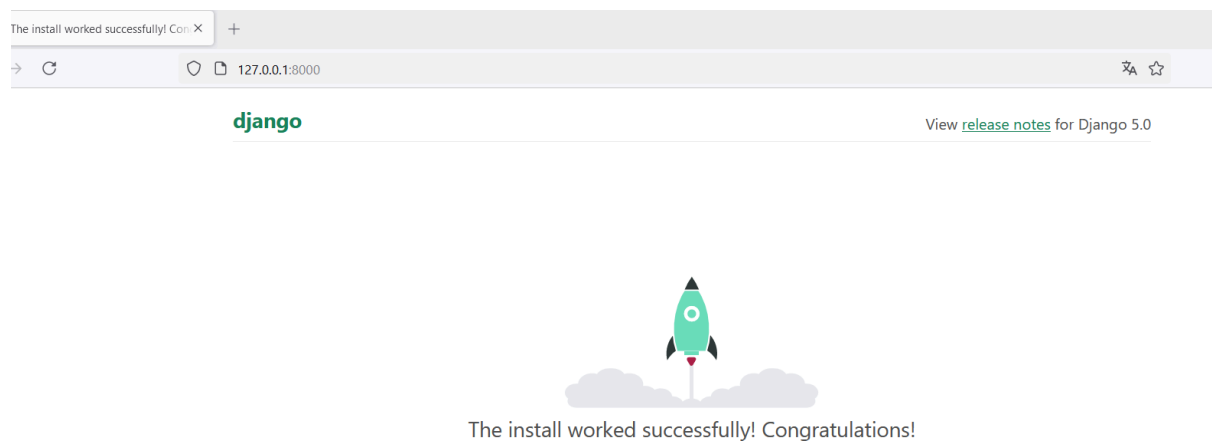 The install worked successfully! Con
127.0.0.1:8000
django
View release notes for Django 5.0
The install worked successfully! Congratulations!